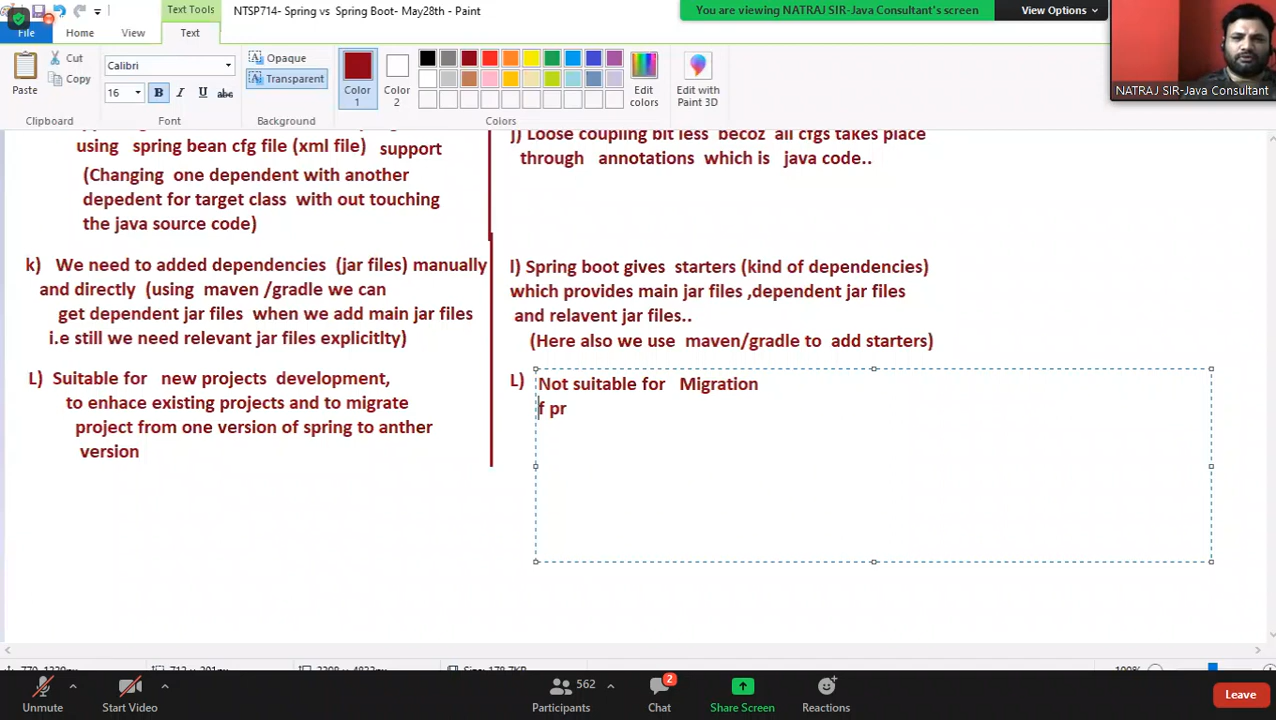 Text Tools
NTSP714- Spring vs Spring Boot- May28th - Paint
You are viewing NATRAJ SIR-Java Consultant's screen
View Options
File
Home
View
Text
Paste
Cut
Copy
Clipboard
Calibri
16
B I U abc
Font
Opaque
Transparent
Background
Color 1
Color 2
Edit colors
Colors
Edit with Paint 3D
NATRAJ SIR-Java Consultant
using spring bean cfg file (xml file) support
(Changing one dependent with another
depedent for target class with out touching
the java source code)
k) We need to added dependencies (jar files) manually
and directly (using maven /gradle we can
get dependent jar files when we add main jar files
i.e still we need relevant jar files explicitlty)
L) Suitable for new projects development,
to enhace existing projects and to migrate
project from one version of spring to anther
version
j) Loose coupling bit less becoz all cfgs takes place
through annotations which is java code..
l) Spring boot gives starters (kind of dependencies)
which provides main jar files ,dependent jar files
and relavent jar files..
(Here also we use maven/gradle to add starters)
L) Not suitable for Migration
f pr
100%
Unmute
Start Video
562
Participants
2
Chat
Share Screen
Reactions
Leave